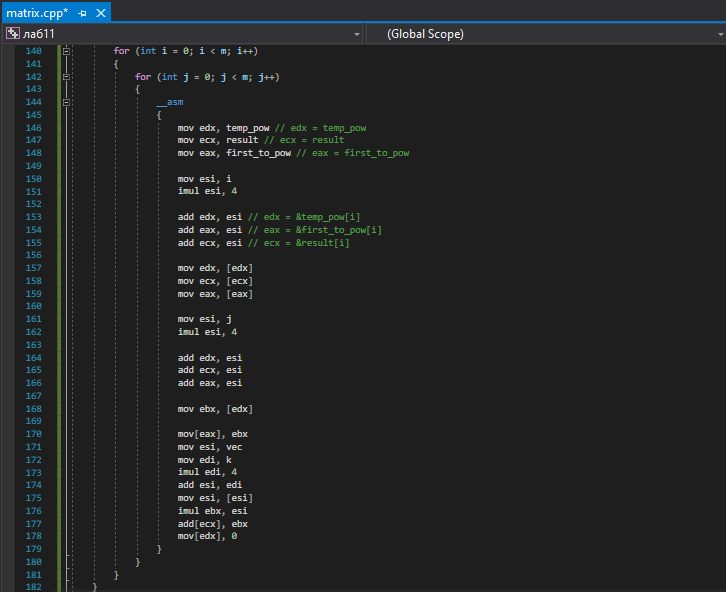 matrix.cpp*
ла611
(Global Scope)
140 for (int i = 0; i < m; i++)
141 {
142 for (int j = 0; j < m; j++)
143 {
144 __asm
145 {
146 mov edx, temp_pow // edx = temp_pow
147 mov ecx, result // ecx = result
148 mov eax, first_to_pow // eax = first_to_pow
149
150 mov esi, i
151 imul esi, 4
152
153 add edx, esi // edx = &temp_pow[i]
154 add eax, esi // eax = &first_to_pow[i]
155 add ecx, esi // ecx = &result[i]
156
157 mov edx, [edx]
158 mov ecx, [ecx]
159 mov eax, [eax]
160
161 mov esi, j
162 imul esi, 4
163
164 add edx, esi
165 add ecx, esi
166 add eax, esi
167
168 mov ebx, [edx]
169
170 mov[eax], ebx
171 mov esi, vec
172 mov edi, k
173 imul edi, 4
174 add esi, edi
175 mov esi, [esi]
176 imul ebx, esi
177 add[ecx], ebx
178 mov[edx], 0
179 }
180 }
181 }
182 }